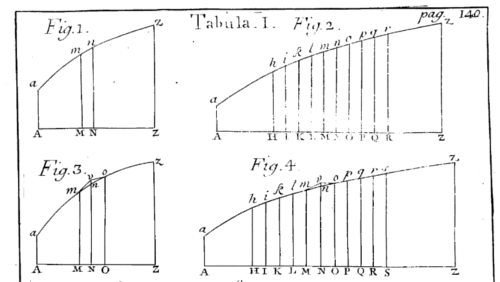 Fig.1. Tabula.I. Fig.2. pag. 140.
a m n z
A M N Z
a h i k l m n o p q r z
A H I K L M N O P Q R Z
Fig.3. Fig.4
a m n v o z
A M N O Z
a h i k l m n v o p q r s z
A H I K L M N O P Q R S Z